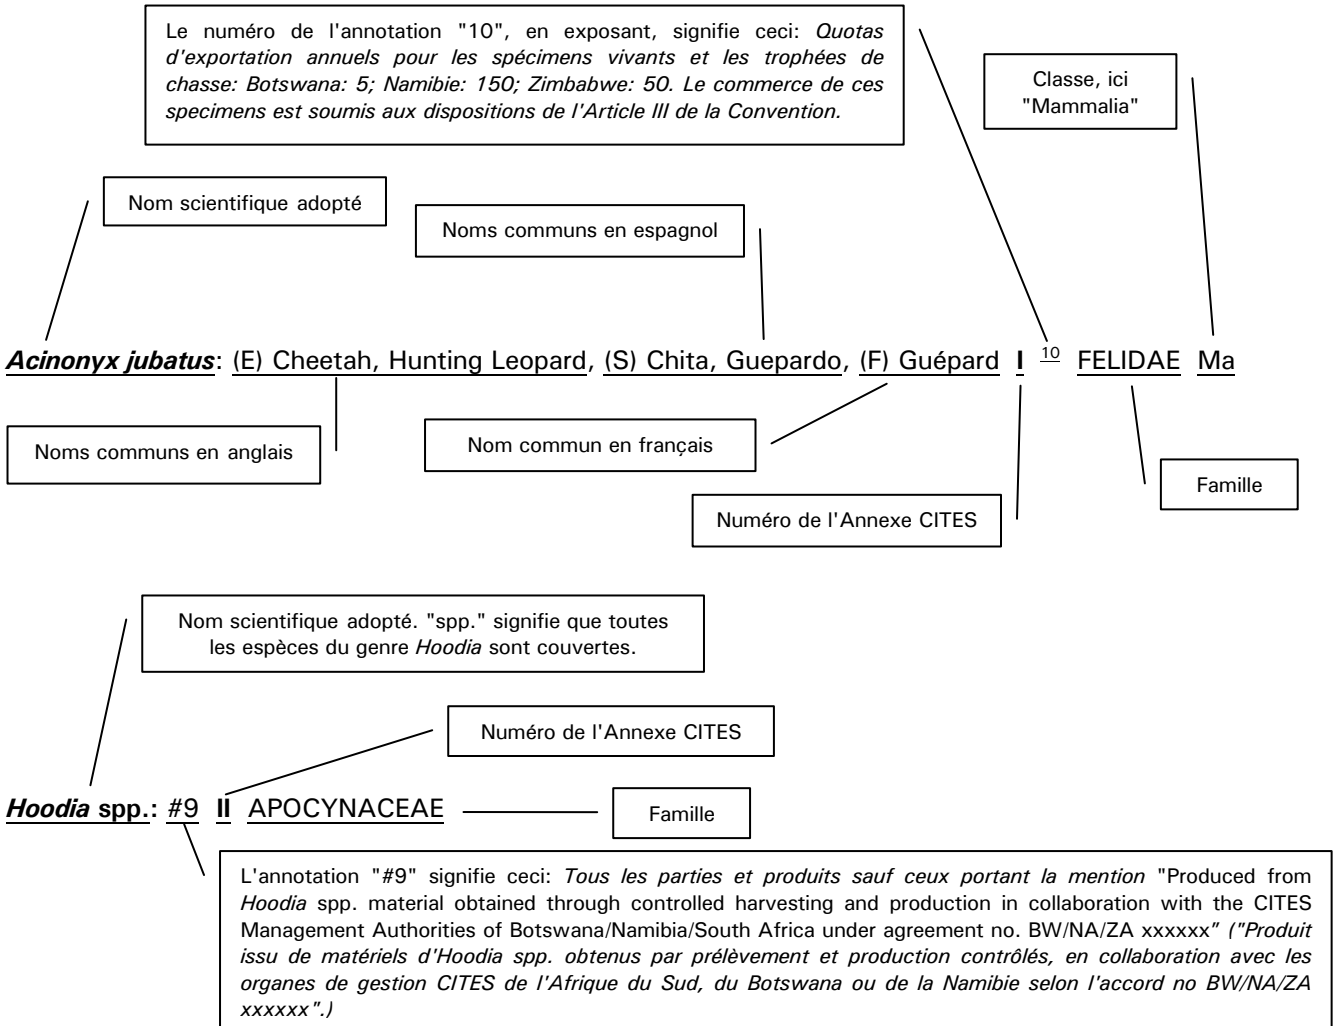 Le numéro de l'annotation "10", en exposant, signifie ceci: Quotas
d'exportation annuels pour les spécimens vivants et les trophées de
chasse: Botswana: 5; Namibie: 150; Zimbabwe: 50. Le commerce de ces
specimens est soumis aux dispositions de l'Article III de la Convention.
Classe, ici
"Mammalia"
Nom scientifique adopté
Noms communs en espagnol
Acinonyx jubatus: (E) Cheetah, Hunting Leopard, (S) Chita, Guepardo, (F) Guépard I 10 FELIDAE Ma
Noms communs en anglais
Nom commun en français
Famille
Numéro de l'Annexe CITES
Nom scientifique adopté. "spp." signifie que toutes
les espèces du genre Hoodia sont couvertes.
Numéro de l'Annexe CITES
Hoodia spp.: #9 II APOCYNACEAE
Famille
L'annotation "#9" signifie ceci: Tous les parties et produits sauf ceux portant la mention "Produced from
Hoodia spp. material obtained through controlled harvesting and production in collaboration with the CITES
Management Authorities of Botswana/Namibia/South Africa under agreement no. BW/NA/ZA xxxxxx" ("Produit
issu de matériels d'Hoodia spp. obtenus par prélèvement et production contrôlés, en collaboration avec les
organes de gestion CITES de l'Afrique du Sud, du Botswana ou de la Namibie selon l'accord no BW/NA/ZA
xxxxxx".)